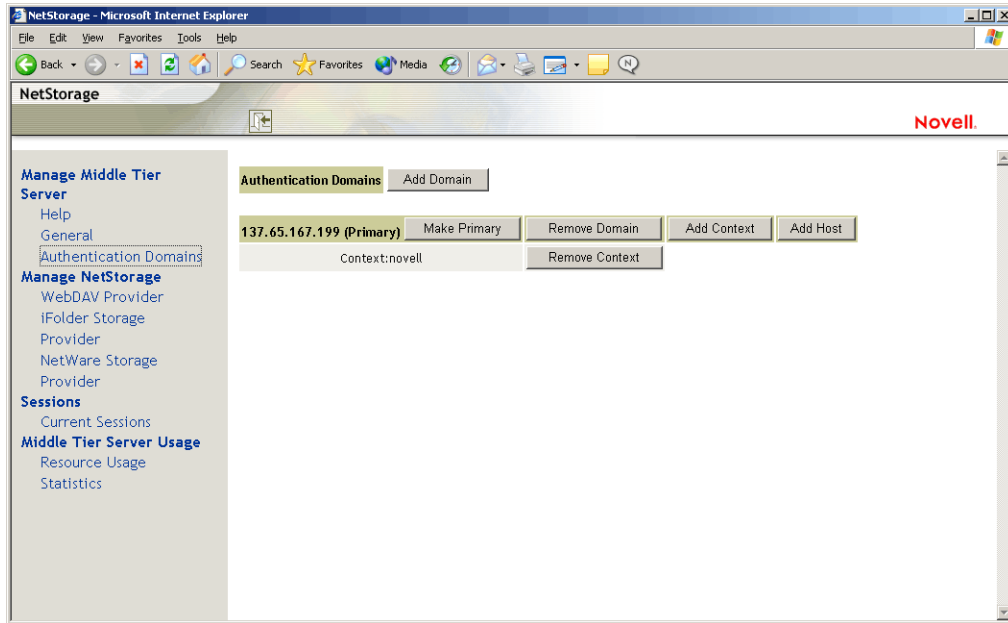 NetStorage - Microsoft Internet Explorer
File Edit View Favorites Tools Help
Back Search Favorites Media
NetStorage
Novell.
Manage Middle Tier
Server
Help
General
Authentication Domains
Manage NetStorage
WebDAV Provider
iFolder Storage
Provider
NetWare Storage
Provider
Sessions
Current Sessions
Middle Tier Server Usage
Resource Usage
Statistics
Authentication Domains Add Domain
137.65.167.199 (Primary) Make Primary Remove Domain Add Context Add Host
Context:novell Remove Context